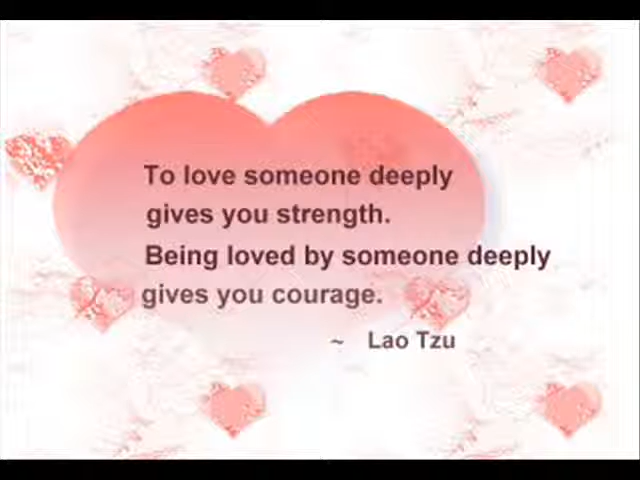 To love someone deeply
gives you strength.
Being loved by someone deeply
gives you courage.
~ Lao Tzu